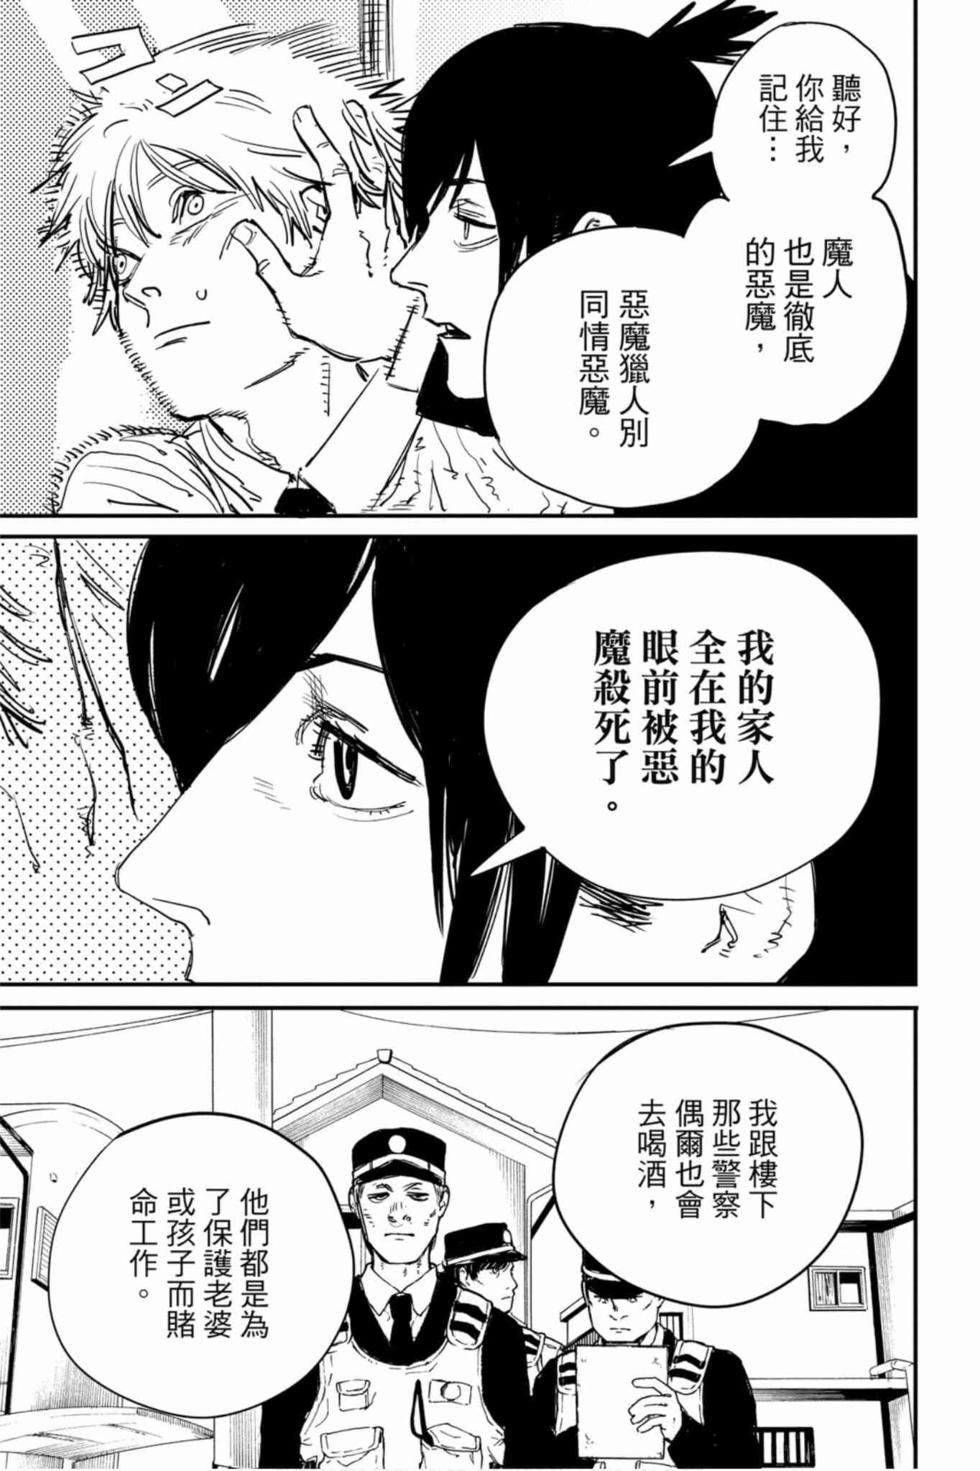 聽好，
你給我
記住…
魔人
也是徹底
的惡魔，
惡魔獵人別
同情惡魔。
コン
我的家人
全在我的
眼前被惡
魔殺死了。
我跟樓下
那些警察
偶爾也會
去喝酒，
他們都是為
了保護老婆
或孩子而賭
命工作。